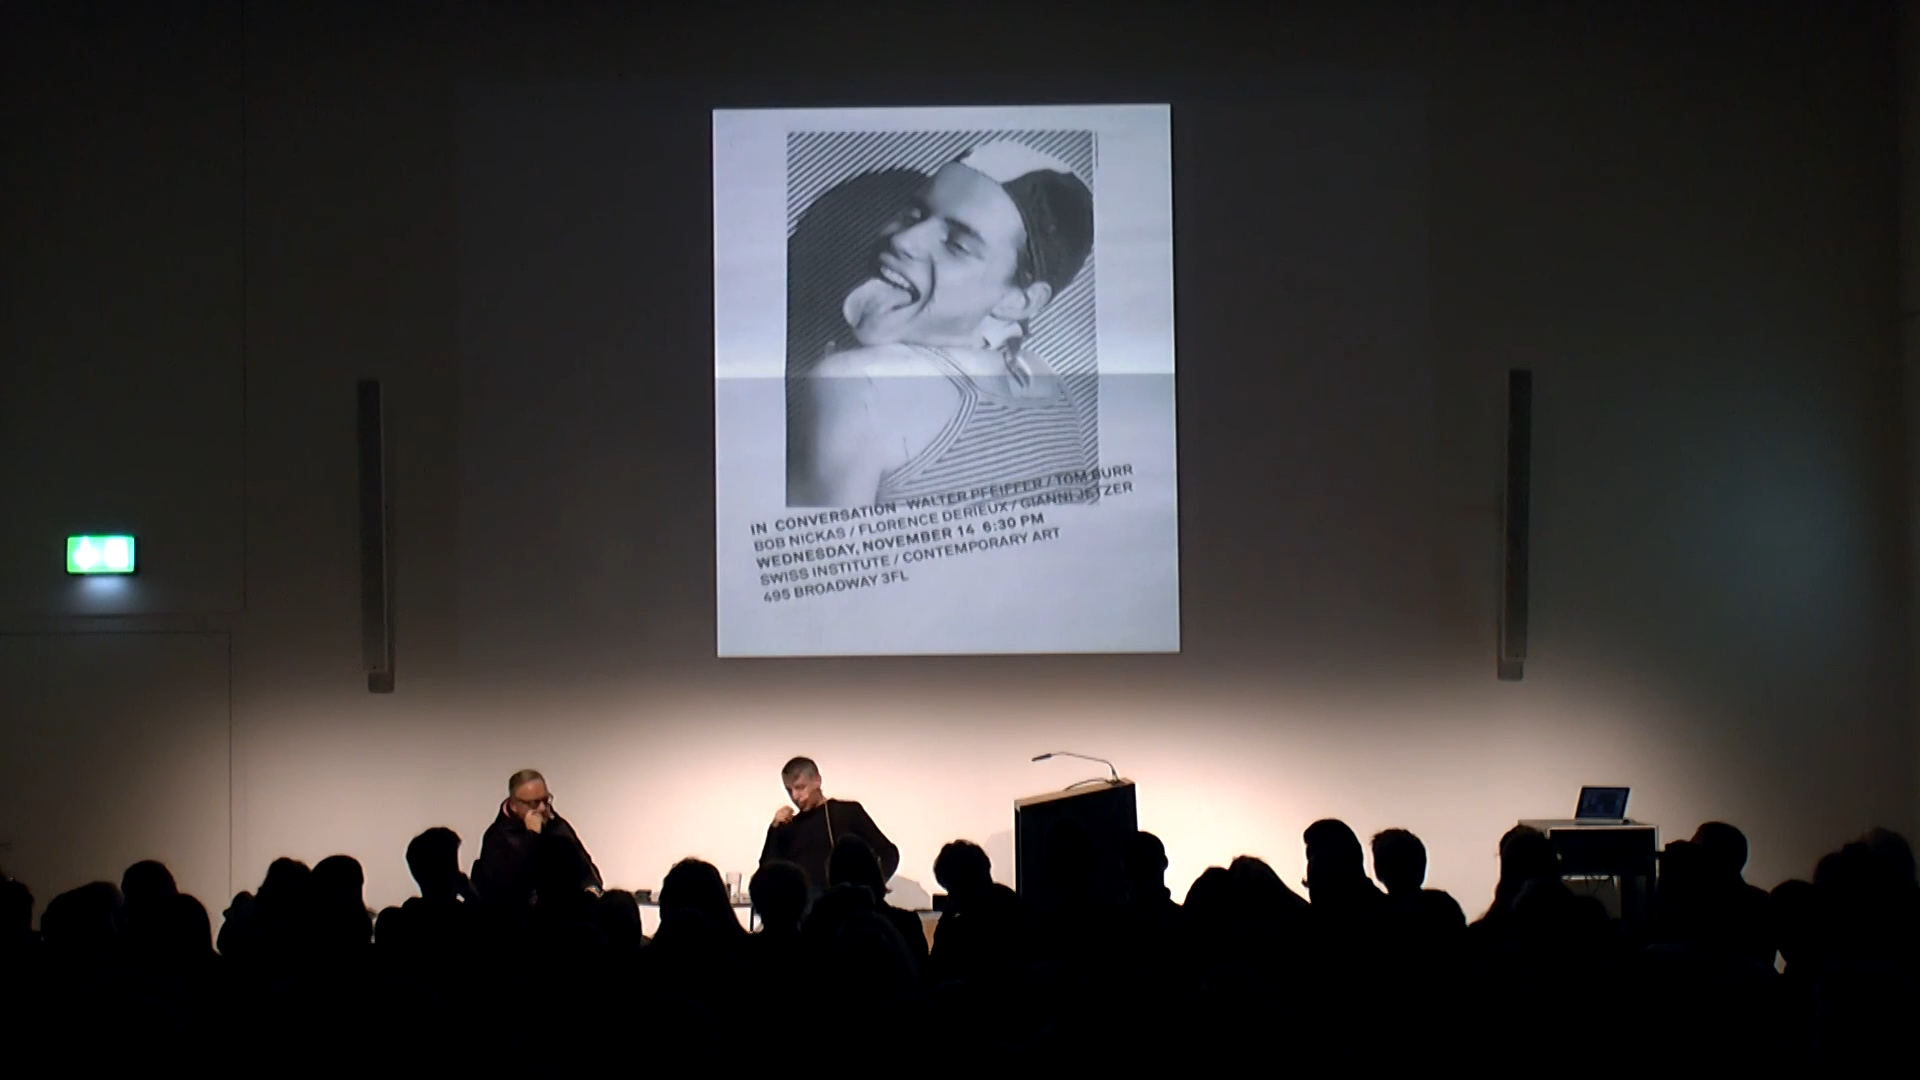 IN CONVERSATION WALTER PFEIFFER / TOM BURR
BOB NICKAS / FLORENCE DERIEUX / GIANNI JETZER
WEDNESDAY, NOVEMBER 14 6:30 PM
SWISS INSTITUTE / CONTEMPORARY ART
495 BROADWAY 3FL